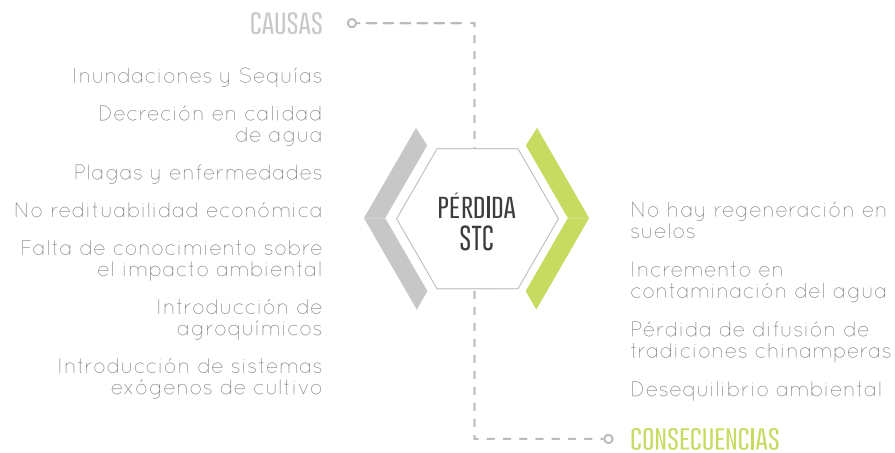 CAUSAS
Inundaciones y Sequías
Decreción en calidad
de agua
Plagas y enfermedades
No redituabilidad económica
Falta de conocimiento sobre
el impacto ambiental
Introducción de
agroquímicos
Introducción de sistemas
exógenos de cultivo
PÉRDIDA
STC
No hay regeneración en
suelos
Incremento en
contaminación del agua
Pérdida de difusión de
tradiciones chinamperas
Desequilibrio ambiental
CONSECUENCIAS